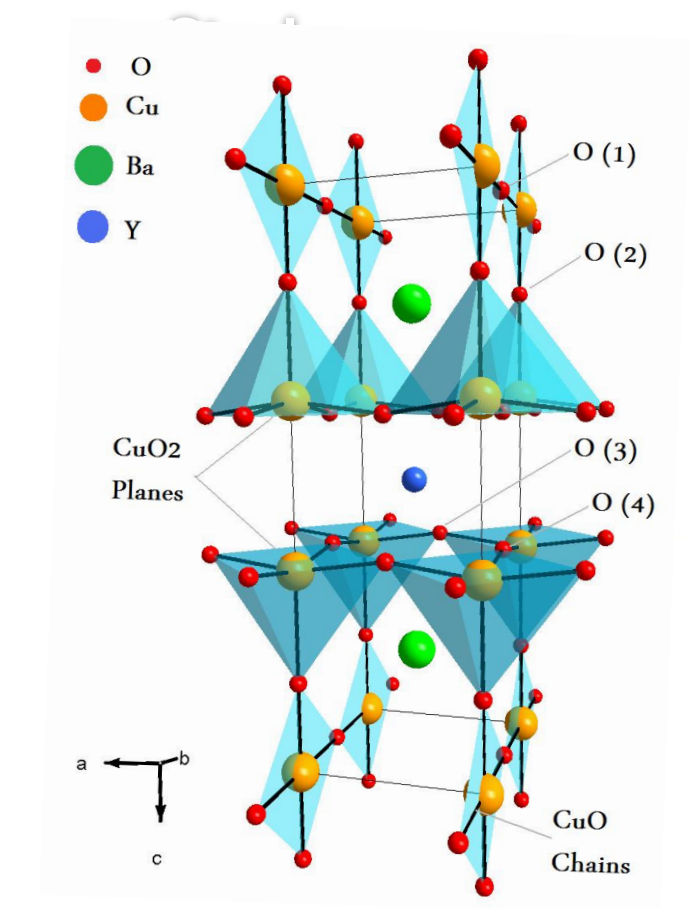 O
Cu
Ba
Y
O (1)
O (2)
CuO2
Planes
O (3)
O (4)
a
b
c
CuO
Chains